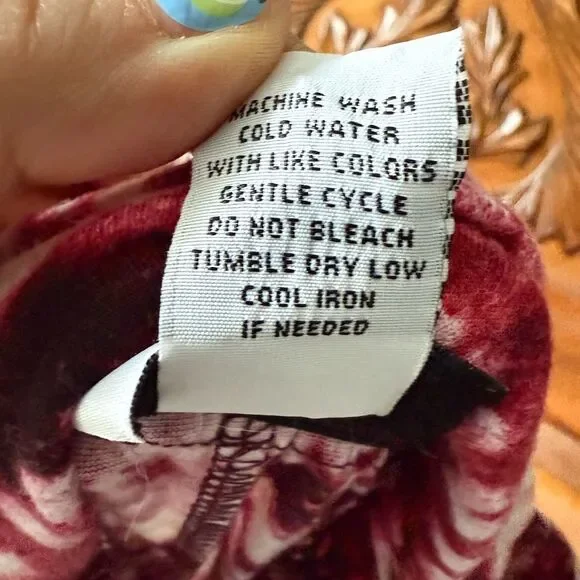 MACHINE WASH
COLD WATER
WITH LIKE COLORS
GENTLE CYCLE
DO NOT BLEACH
TUMBLE DRY LOW
COOL IRON
IF NEEDED